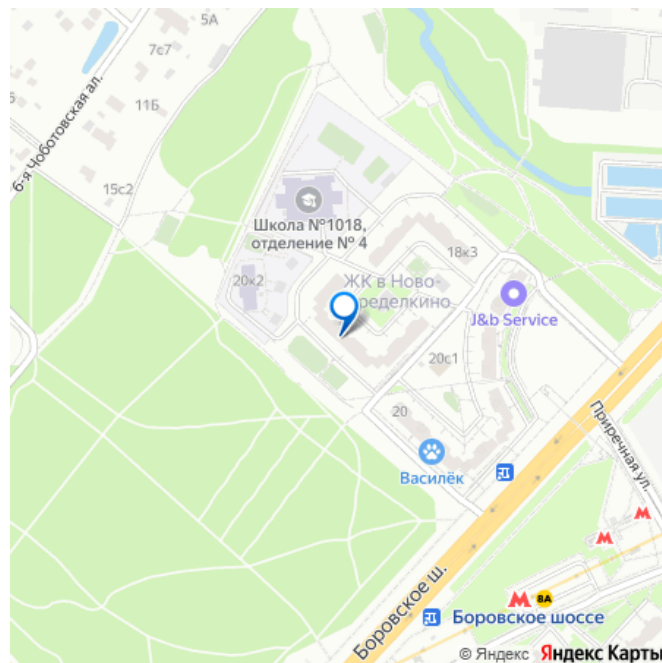 5А
7с7
11Б
6-я Чоботовская ал.
15с2
Школа №1018,
отделение № 4
18к3
20к2
ЖК в Ново-
ределкино
J&b Service
20с1
20
Приречная ул.
Василёк
М
М
М
8А
Боровское шоссе
Боровское ш.
© Яндекс Яндекс Карты